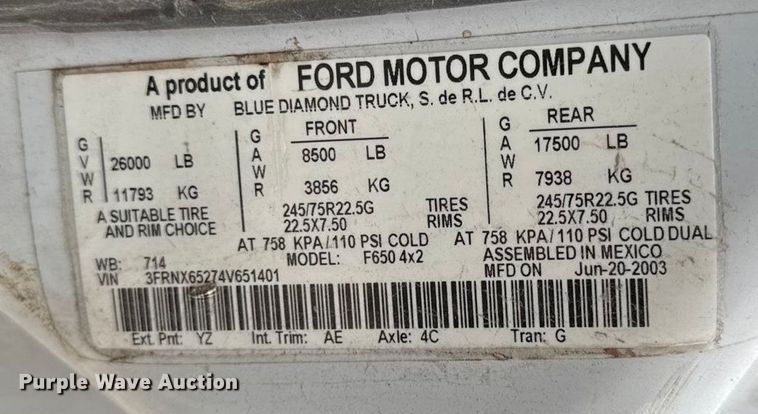 A product of FORD MOTOR COMPANY
MFD BY BLUE DIAMOND TRUCK, S. de R.L. de C.V.
GVWR 26000 LB
11793 KG
A SUITABLE TIRE
AND RIM CHOICE
FRONT
GAWR 8500 LB
3856 KG
245/75R22.5G TIRES
22.5X7.50 RIMS
AT 758 KPA/110 PSI COLD
REAR
GAWR 17500 LB
7938 KG
245/75R22.5G TIRES
22.5X7.50 RIMS
AT 758 KPA/110 PSI COLD DUAL
WB: 714 MODEL: F650 4x2 ASSEMBLED IN MEXICO
VIN 3FRNX65274V651401 MFD ON Jun-20-2003
Ext. Pnt: YZ Int. Trim: AE Axle: 4C Tran: G
Purple Wave Auction